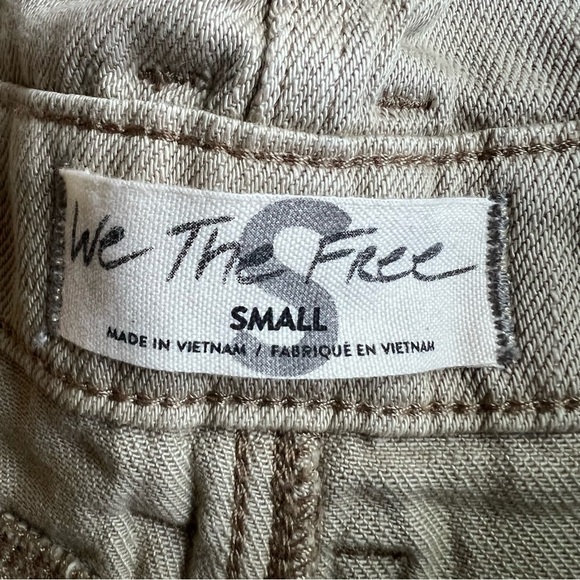 We The Free
S
SMALL
MADE IN VIETNAM / FABRIQUÉ EN VIETNAM